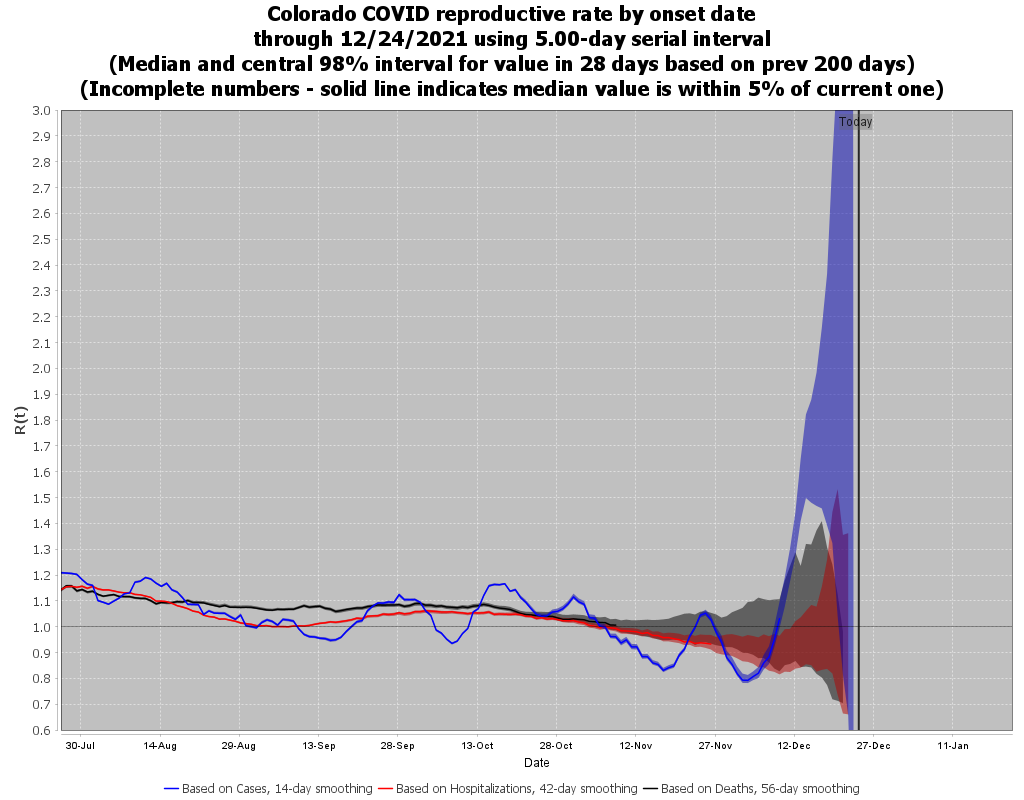 Colorado COVID reproductive rate by onset date
through 12/24/2021 using 5.00-day serial interval
(Median and central 98% interval for value in 28 days based on prev 200 days)
(Incomplete numbers - solid line indicates median value is within 5% of current one)
3.0
Today
2.9
2.8
2.7
2.6
2.5
2.4
2.3
2.2
2.1
2.0
1.9
1.8
R(t)
1.7
1.6
1.5
1.4
1.3
1.2
1.1
1.0
0.9
0.8
0.7
0.6
30-Jul 14-Aug 29-Aug 13-Sep 28-Sep 13-Oct 28-Oct 12-Nov 27-Nov 12-Dec 27-Dec 11-Jan
Date
Based on Cases, 14-day smoothing Based on Hospitalizations, 42-day smoothing Based on Deaths, 56-day smoothing